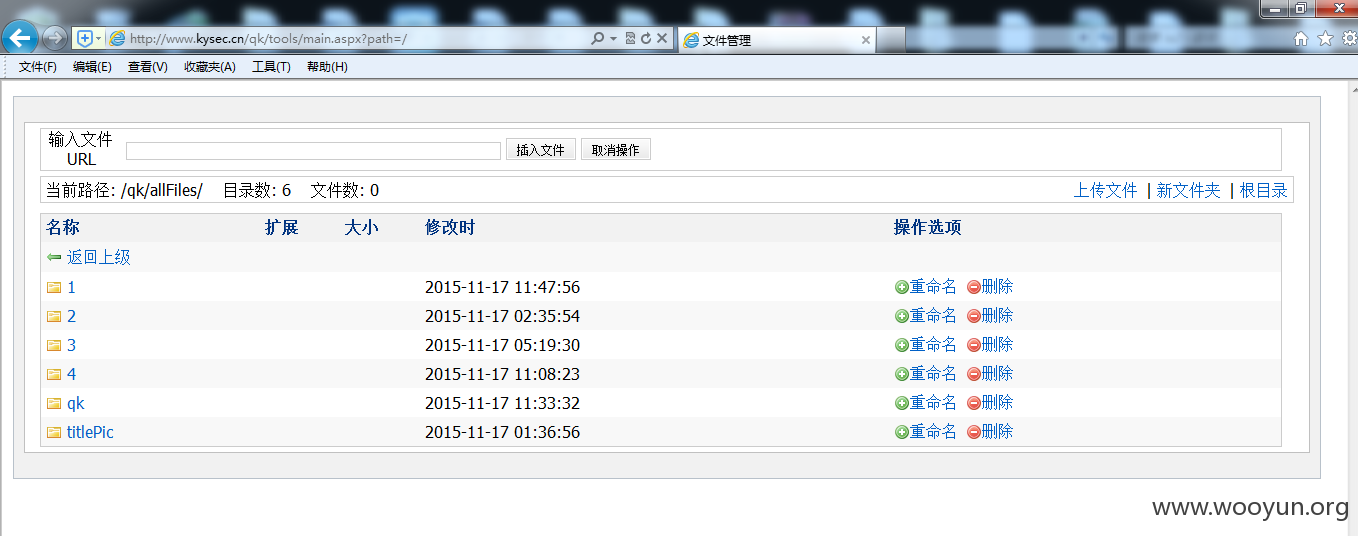 http://www.kysec.cn/qk/tools/main.aspx?path=/
文件管理
文件(F) 编辑(E) 查看(V) 收藏夹(A) 工具(T) 帮助(H)
输入文件 URL 插入文件 取消操作
当前路径: /qk/allFiles/ 目录数: 6 文件数: 0 上传文件 | 新文件夹 | 根目录
名称 扩展 大小 修改时 操作选项
返回上级
1 2015-11-17 11:47:56 重命名 删除
2 2015-11-17 02:35:54 重命名 删除
3 2015-11-17 05:19:30 重命名 删除
4 2015-11-17 11:08:23 重命名 删除
qk 2015-11-17 11:33:32 重命名 删除
titlePic 2015-11-17 01:36:56 重命名 删除
www.wooyun.org